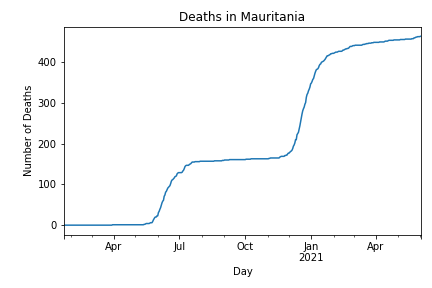 Deaths in Mauritania
Number of Deaths
400
300
200
100
0
Apr
Jul
Oct
Jan
2021
Apr
Day